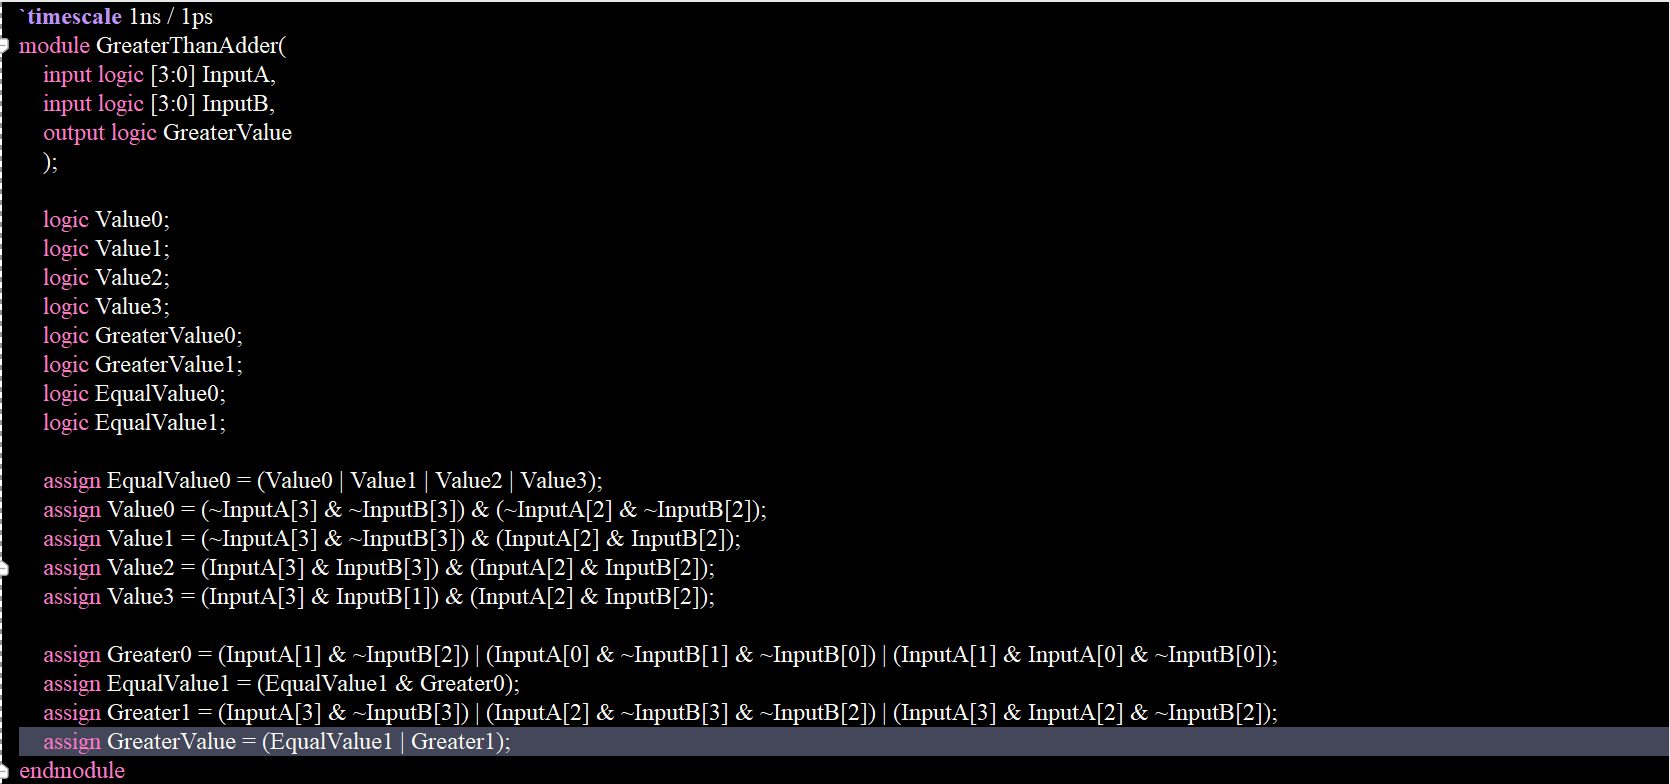 `timescale 1ns / 1ps
module GreaterThanAdder(
input logic [3:0] InputA,
input logic [3:0] InputB,
output logic GreaterValue
);
logic Value0;
logic Value1;
logic Value2;
logic Value3;
logic GreaterValue0;
logic GreaterValue1;
logic EqualValue0;
logic EqualValue1;
assign EqualValue0 = (Value0 | Value1 | Value2 | Value3);
assign Value0 = (~InputA[3] & ~InputB[3]) & (~InputA[2] & ~InputB[2]);
assign Value1 = (~InputA[3] & ~InputB[3]) & (InputA[2] & InputB[2]);
assign Value2 = (InputA[3] & InputB[3]) & (InputA[2] & InputB[2]);
assign Value3 = (InputA[3] & InputB[1]) & (InputA[2] & InputB[2]);
assign Greater0 = (InputA[1] & ~InputB[2]) | (InputA[0] & ~InputB[1] & ~InputB[0]) | (InputA[1] & InputA[0] & ~InputB[0]);
assign EqualValue1 = (EqualValue1 & Greater0);
assign Greater1 = (InputA[3] & ~InputB[3]) | (InputA[2] & ~InputB[3] & ~InputB[2]) | (InputA[3] & InputA[2] & ~InputB[2]);
assign GreaterValue = (EqualValue1 | Greater1);
endmodule